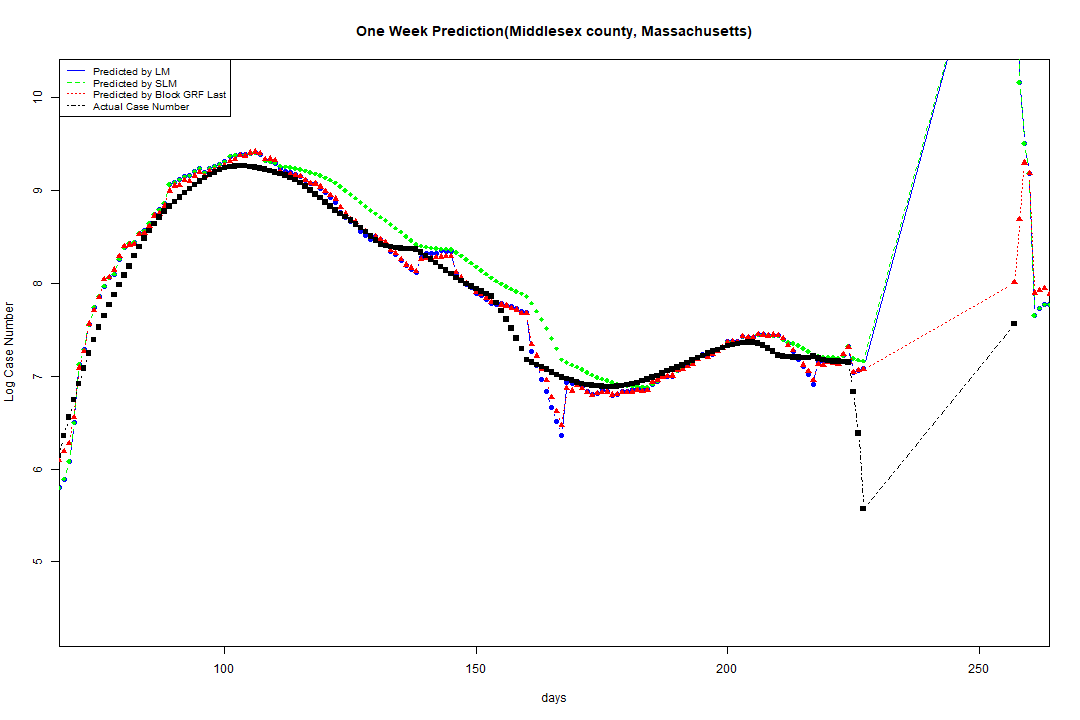 One Week Prediction(Middlesex county, Massachusetts)
Predicted by LM
Predicted by SLM
Predicted by Block GRF Last
Actual Case Number
10
9
8
7
6
5
Log Case Number
100
150
200
250
days